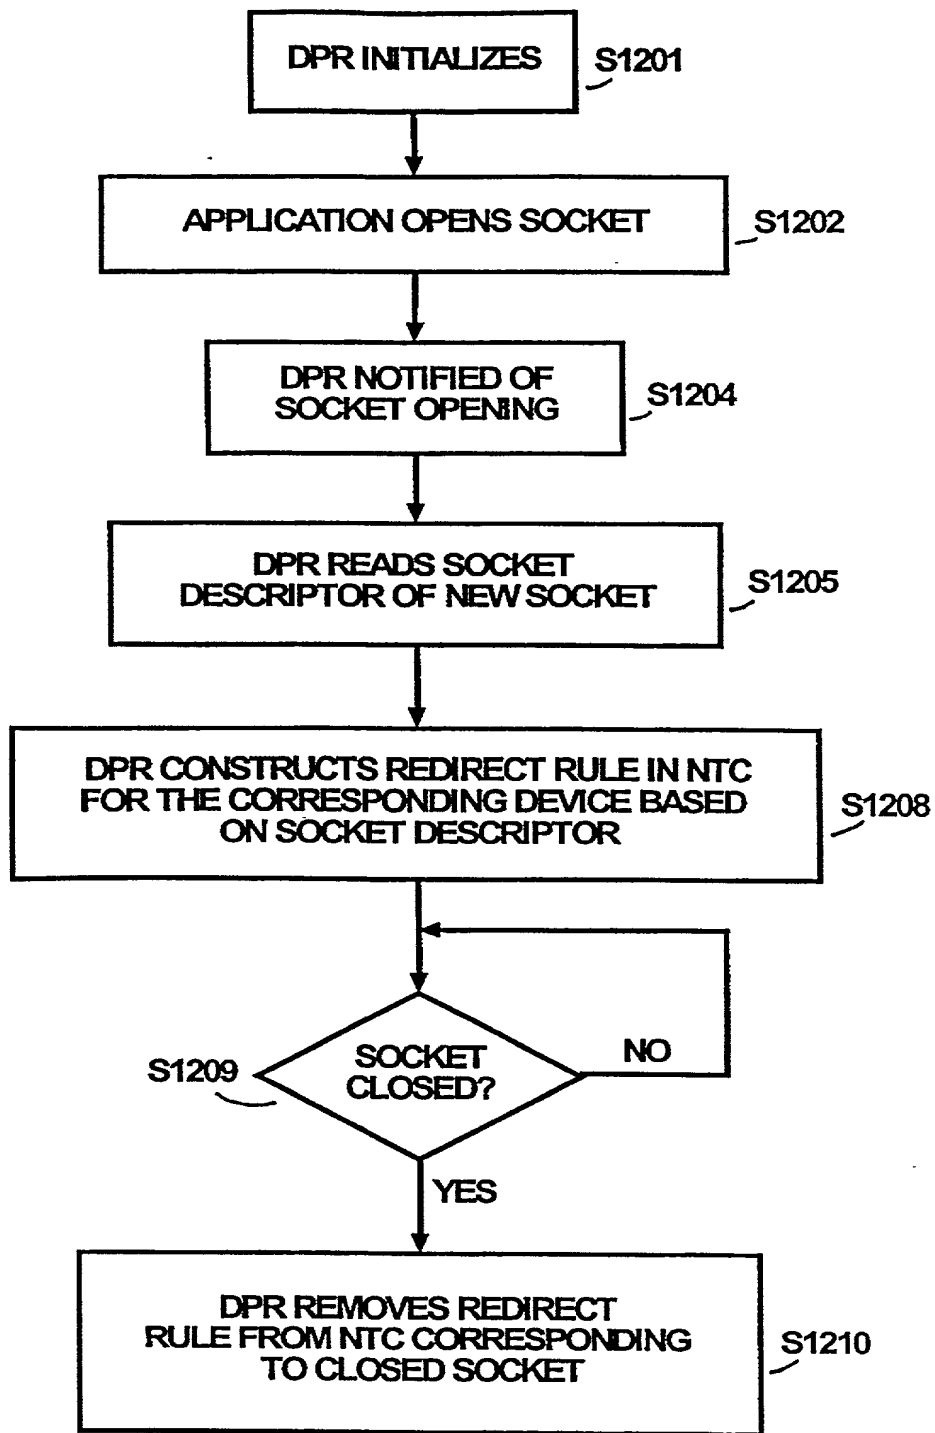 DPR INITIALIZES
S1201
APPLICATION OPENS SOCKET
S1202
DPR NOTIFIED OF
SOCKET OPENING
S1204
DPR READS SOCKET
DESCRIPTOR OF NEW SOCKET
S1205
DPR CONSTRUCTS REDIRECT RULE IN NTC
FOR THE CORRESPONDING DEVICE BASED
ON SOCKET DESCRIPTOR
S1208
SOCKET
CLOSED?
S1209
NO
YES
DPR REMOVES REDIRECT
RULE FROM NTC CORRESPONDING
TO CLOSED SOCKET
S1210